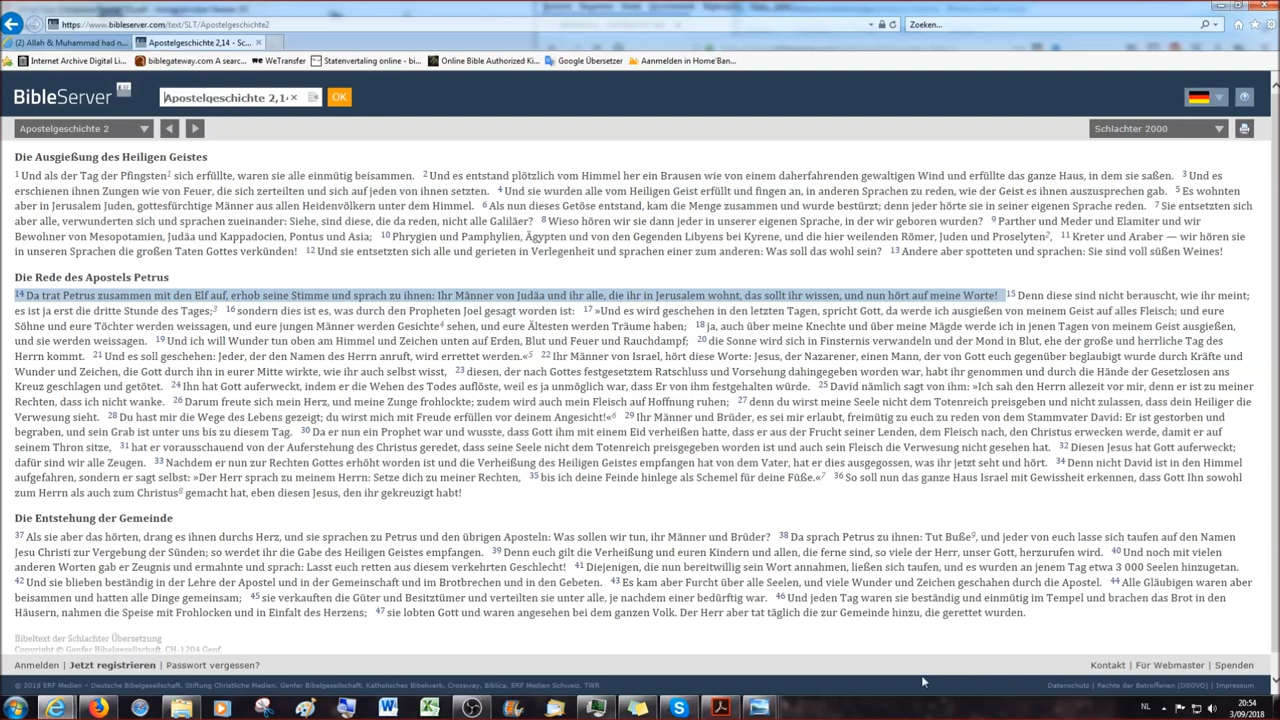 https://www.bibleserver.com/text/SLT/Apostelgeschichte2
Zoeken...
(2) Allah & Muhammad had n...
Apostelgeschichte 2,14 - Sc...
Internet Archive Digital Li...
biblegateway.com A searc...
WeTransfer
Statenvertaling online - bi...
Online Bible Authorized Ki...
Google Übersetzer
Aanmelden in Home'Ban...
BibleServer
Apostelgeschichte 2,1
OK
Apostelgeschichte 2
Schlachter 2000
Die Ausgießung des Heiligen Geistes
1 Und als der Tag der Pfingsten1 sich erfüllte, waren sie alle einmütig beisammen. 2 Und es entstand plötzlich vom Himmel her ein Brausen wie von einem daherfahrenden gewaltigen Wind und erfüllte das ganze Haus, in dem sie saßen. 3 Und es
erschienen ihnen Zungen wie von Feuer, die sich zerteilten und sich auf jeden von ihnen setzten. 4 Und sie wurden alle vom Heiligen Geist erfüllt und fingen an, in anderen Sprachen zu reden, wie der Geist es ihnen auszusprechen gab. 5 Es wohnten
aber in Jerusalem Juden, gottesfürchtige Männer aus allen Heidenvölkern unter dem Himmel. 6 Als nun dieses Getöse entstand, kam die Menge zusammen und wurde bestürzt; denn jeder hörte sie in seiner eigenen Sprache reden. 7 Sie entsetzten sich
aber alle, verwunderten sich und sprachen zueinander: Siehe, sind diese, die da reden, nicht alle Galiläer? 8 Wieso hören wir sie dann jeder in unserer eigenen Sprache, in der wir geboren wurden? 9 Parther und Meder und Elamiter und wir
Bewohner von Mesopotamien, Judäa und Kappadocien, Pontus und Asia; 10 Phrygien und Pamphylien, Ägypten und von den Gegenden Libyens bei Kyrene, und die hier weilenden Römer, Juden und Proselyten2, 11 Kreter und Araber — wir hören sie
in unseren Sprachen die großen Taten Gottes verkünden! 12 Und sie entsetzten sich alle und gerieten in Verlegenheit und sprachen einer zum anderen: Was soll das wohl sein? 13 Andere aber spotteten und sprachen: Sie sind voll süßen Weines!
Die Rede des Apostels Petrus
14 Da trat Petrus zusammen mit den Elf auf, erhob seine Stimme und sprach zu ihnen: Ihr Männer von Judäa und ihr alle, die ihr in Jerusalem wohnt, das sollt ihr wissen, und nun hört auf meine Worte! 15 Denn diese sind nicht berauscht, wie ihr meint;
es ist ja erst die dritte Stunde des Tages;3 16 sondern dies ist es, was durch den Propheten Joel gesagt worden ist: 17 »Und es wird geschehen in den letzten Tagen, spricht Gott, da werde ich ausgießen von meinem Geist auf alles Fleisch; und eure
Söhne und eure Töchter werden weissagen, und eure jungen Männer werden Gesichte4 sehen, und eure Ältesten werden Träume haben; 18 ja, auch über meine Knechte und über meine Mägde werde ich in jenen Tagen von meinem Geist ausgießen,
und sie werden weissagen. 19 Und ich will Wunder tun oben am Himmel und Zeichen unten auf Erden, Blut und Feuer und Rauchdampf; 20 die Sonne wird sich in Finsternis verwandeln und der Mond in Blut, ehe der große und herrliche Tag des
Herrn kommt. 21 Und es soll geschehen: Jeder, der den Namen des Herrn anruft, wird errettet werden.«5 22 Ihr Männer von Israel, hört diese Worte: Jesus, der Nazarener, einen Mann, der von Gott euch gegenüber beglaubigt wurde durch Kräfte und
Wunder und Zeichen, die Gott durch ihn in eurer Mitte wirkte, wie ihr auch selbst wisst, 23 diesen, der nach Gottes festgesetztem Ratschluss und Vorsehung dahingegeben worden war, habt ihr genommen und durch die Hände der Gesetzlosen ans
Kreuz geschlagen und getötet. 24 Ihn hat Gott auferweckt, indem er die Wehen des Todes auflöste, weil es ja unmöglich war, dass Er von ihm festgehalten würde. 25 David nämlich sagt von ihm: »Ich sah den Herrn allezeit vor mir, denn er ist zu meiner
Rechten, dass ich nicht wanke. 26 Darum freute sich mein Herz, und meine Zunge frohlockte; zudem wird auch mein Fleisch auf Hoffnung ruhen; 27 denn du wirst meine Seele nicht dem Totenreich preisgeben und nicht zulassen, dass dein Heiliger die
Verwesung sieht. 28 Du hast mir die Wege des Lebens gezeigt; du wirst mich mit Freude erfüllen vor deinem Angesicht!«6 29 Ihr Männer und Brüder, es sei mir erlaubt, freimütig zu euch zu reden von dem Stammvater David: Er ist gestorben und
begraben, und sein Grab ist unter uns bis zu diesem Tag. 30 Da er nun ein Prophet war und wusste, dass Gott ihm mit einem Eid verheißen hatte, dass er aus der Frucht seiner Lenden, dem Fleisch nach, den Christus erwecken werde, damit er auf
seinem Thron sitze, 31 hat er vorausschauend von der Auferstehung des Christus geredet, dass seine Seele nicht dem Totenreich preisgegeben worden ist und auch sein Fleisch die Verwesung nicht gesehen hat. 32 Diesen Jesus hat Gott auferweckt;
dafür sind wir alle Zeugen. 33 Nachdem er nun zur Rechten Gottes erhöht worden ist und die Verheißung des Heiligen Geistes empfangen hat von dem Vater, hat er dies ausgegossen, was ihr jetzt seht und hört. 34 Denn nicht David ist in den Himmel
aufgefahren, sondern er sagt selbst: »Der Herr sprach zu meinem Herrn: Setze dich zu meiner Rechten, 35 bis ich deine Feinde hinlege als Schemel für deine Füße.«7 36 So soll nun das ganze Haus Israel mit Gewissheit erkennen, dass Gott Ihn sowohl
zum Herrn als auch zum Christus8 gemacht hat, eben diesen Jesus, den ihr gekreuzigt habt!
Die Entstehung der Gemeinde
37 Als sie aber das hörten, drang es ihnen durchs Herz, und sie sprachen zu Petrus und den übrigen Aposteln: Was sollen wir tun, ihr Männer und Brüder? 38 Da sprach Petrus zu ihnen: Tut Buße9, und jeder von euch lasse sich taufen auf den Namen
Jesu Christi zur Vergebung der Sünden; so werdet ihr die Gabe des Heiligen Geistes empfangen. 39 Denn euch gilt die Verheißung und euren Kindern und allen, die ferne sind, so viele der Herr, unser Gott, herzurufen wird. 40 Und noch mit vielen
anderen Worten gab er Zeugnis und ermahnte und sprach: Lasst euch retten aus diesem verkehrten Geschlecht! 41 Diejenigen, die nun bereitwillig sein Wort annahmen, ließen sich taufen, und es wurden an jenem Tag etwa 3 000 Seelen hinzugetan.
42 Und sie blieben beständig in der Lehre der Apostel und in der Gemeinschaft und im Brotbrechen und in den Gebeten. 43 Es kam aber Furcht über alle Seelen, und viele Wunder und Zeichen geschahen durch die Apostel. 44 Alle Gläubigen waren aber
beisammen und hatten alle Dinge gemeinsam; 45 sie verkauften die Güter und Besitztümer und verteilten sie unter alle, je nachdem einer bedürftig war. 46 Und jeden Tag waren sie beständig und einmütig im Tempel und brachen das Brot in den
Häusern, nahmen die Speise mit Frohlocken und in Einfalt des Herzens; 47 sie lobten Gott und waren angesehen bei dem ganzen Volk. Der Herr aber tat täglich die zur Gemeinde hinzu, die gerettet wurden.
Bibeltext der Schlachter Übersetzung
Copyright © Genfer Bibelgesellschaft, CH-1204 Genf.
Anmelden | Jetzt registrieren | Passwort vergessen?
Kontakt | Für Webmaster | Spenden
© 2018 ERF Medien – Deutsche Bibelgesellschaft, Stiftung Christliche Medien, Genfer Bibelgesellschaft, Katholisches Bibelwerk, Crossway, Biblica, ERF Medien Schweiz, TWR
Datenschutz | Rechte der Betroffenen (DSGVO) | Impressum
NL
20:54
3/09/2018